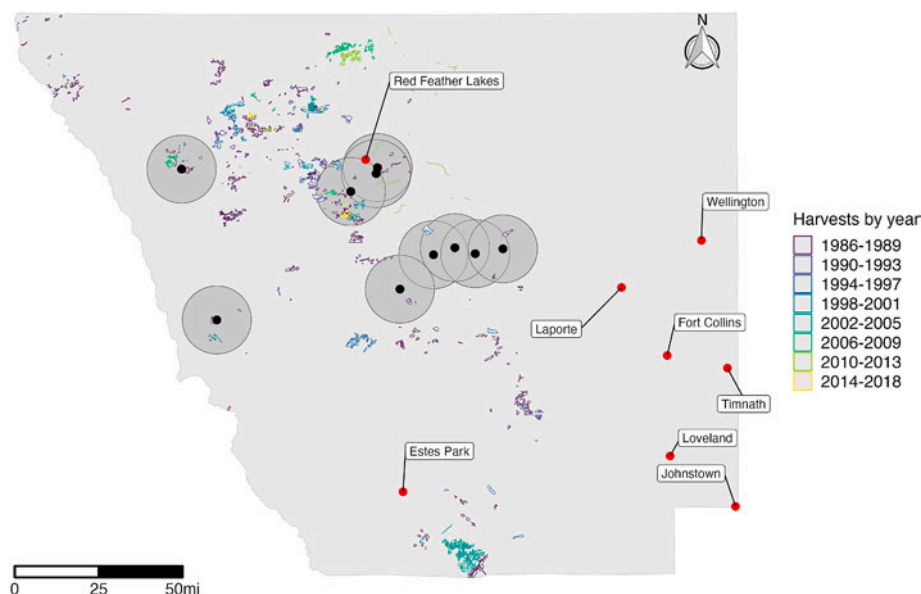 N
Red Feather Lakes
Wellington
Harvests by year
1986-1989
1990-1993
1994-1997
1998-2001
2002-2005
2006-2009
2010-2013
2014-2018
Laporte
Fort Collins
Timnath
Loveland
Estes Park
Johnstown
0 25 50mi